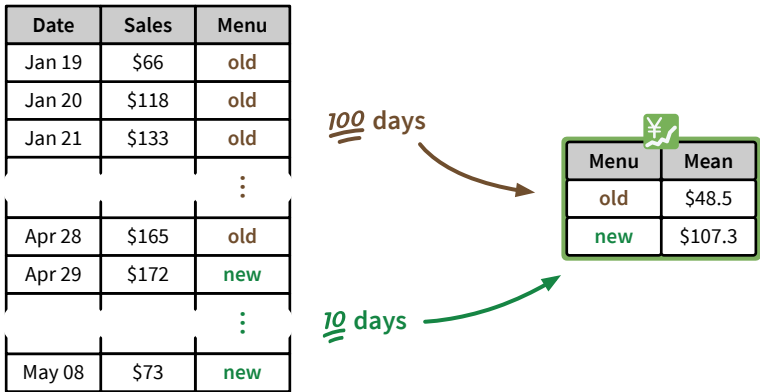 Date Sales Menu
Jan 19 $66 old
Jan 20 $118 old
Jan 21 $133 old
⋮
Apr 28 $165 old
Apr 29 $172 new
⋮
May 08 $73 new
100 days
10 days
¥
Menu Mean
old $48.5
new $107.3